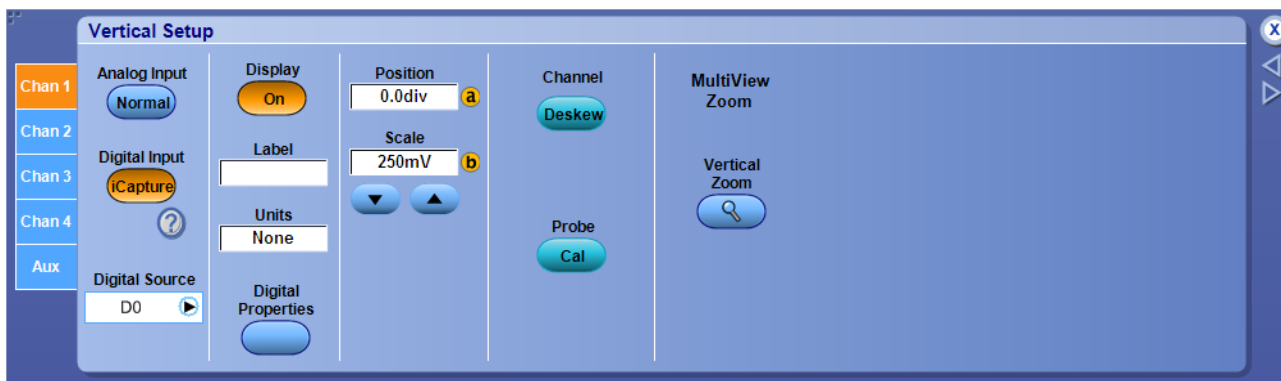 Vertical Setup
X
Chan 1
Chan 2
Chan 3
Chan 4
Aux
Analog Input
Normal
Digital Input
iCapture
?
Digital Source
D0
Display
On
Label
Units
None
Digital
Properties
Position
0.0div
a
Scale
250mV
b
Channel
Deskew
Probe
Cal
MultiView
Zoom
Vertical
Zoom